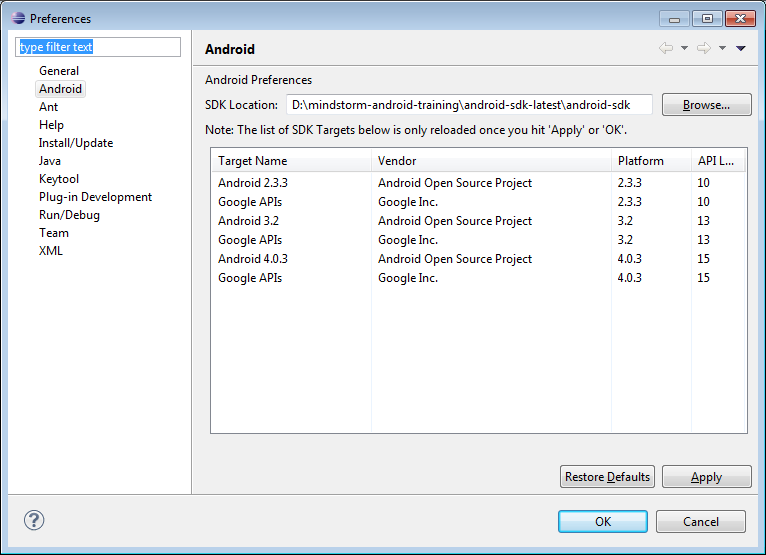 Preferences
type filter text
General
Android
Ant
Help
Install/Update
Java
Keytool
Plug-in Development
Run/Debug
Team
XML
Android
Android Preferences
SDK Location: D:\mindstorm-android-training\android-sdk-latest\android-sdk Browse...
Note: The list of SDK Targets below is only reloaded once you hit 'Apply' or 'OK'.
Target Name Vendor Platform API L...
Android 2.3.3 Android Open Source Project 2.3.3 10
Google APIs Google Inc. 2.3.3 10
Android 3.2 Android Open Source Project 3.2 13
Google APIs Google Inc. 3.2 13
Android 4.0.3 Android Open Source Project 4.0.3 15
Google APIs Google Inc. 4.0.3 15
Restore Defaults Apply
? OK Cancel